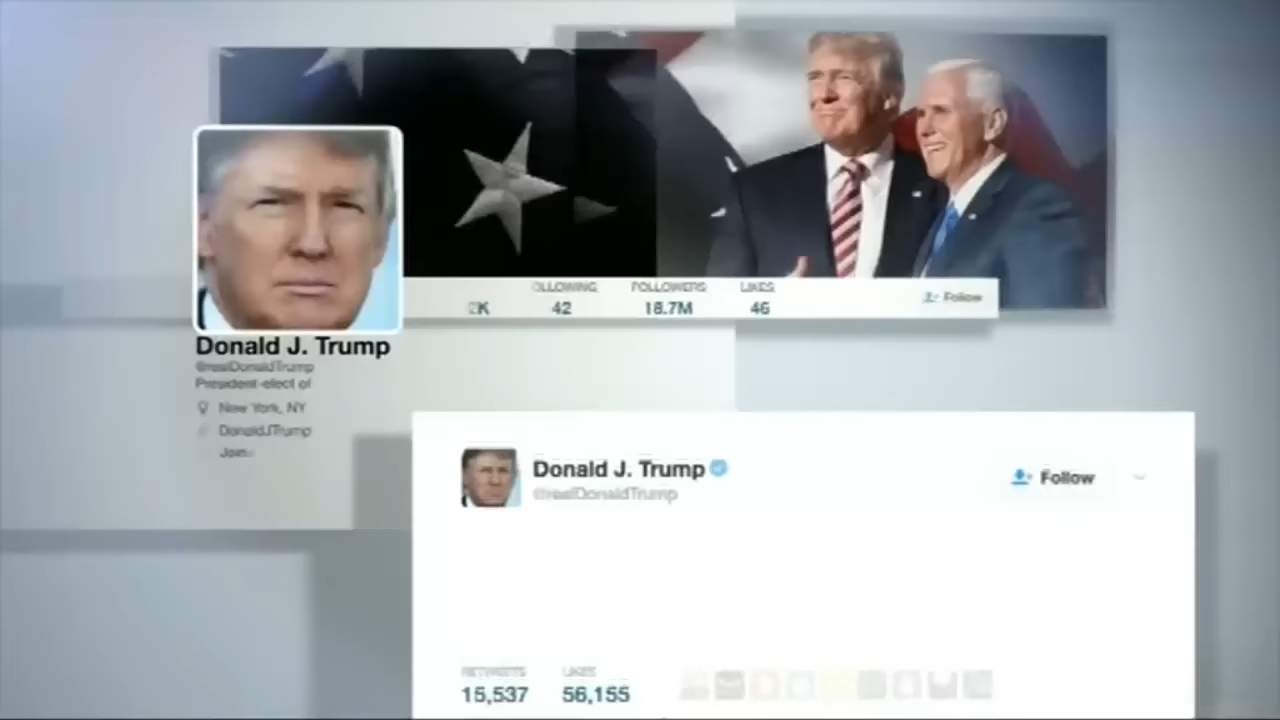 FOLLOWERS
LIKES
42
18.7M
46
Follow
Donald J. Trump
@realDonaldTrump
President-elect of
New York, NY
DonaldJTrump
Donald J. Trump
@realDonaldTrump
Follow
RETWEETS
LIKES
15,537
56,155